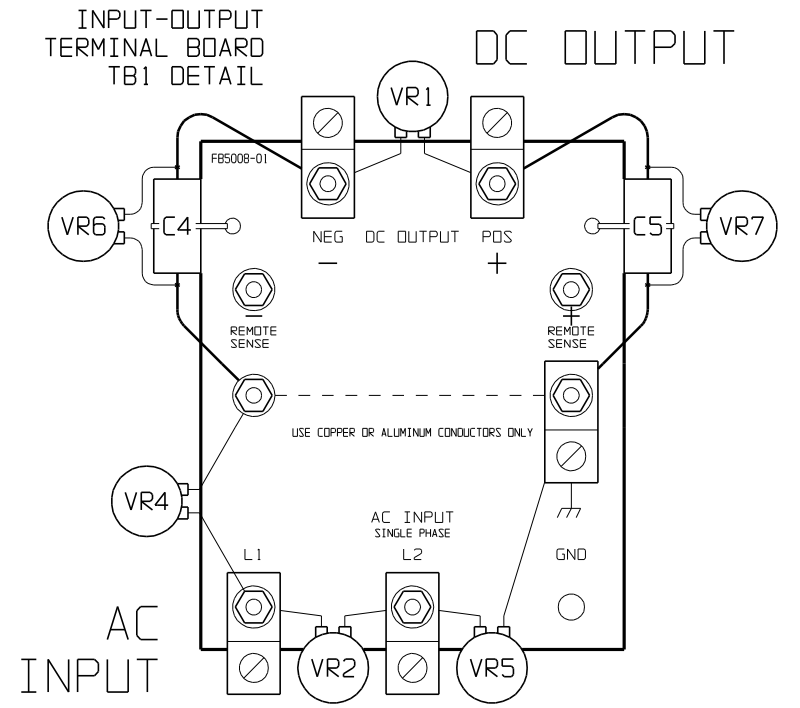 INPUT-OUTPUT
TERMINAL BOARD
TB1 DETAIL
DC OUTPUT
VR1
FB5008-01
VR6
C4
C5
VR7
NEG
DC OUTPUT
POS
−
+
−
REMOTE
SENSE
+
REMOTE
SENSE
USE COPPER OR ALUMINUM CONDUCTORS ONLY
VR4
AC INPUT
SINGLE PHASE
L1
L2
GND
AC
INPUT
VR2
VR5